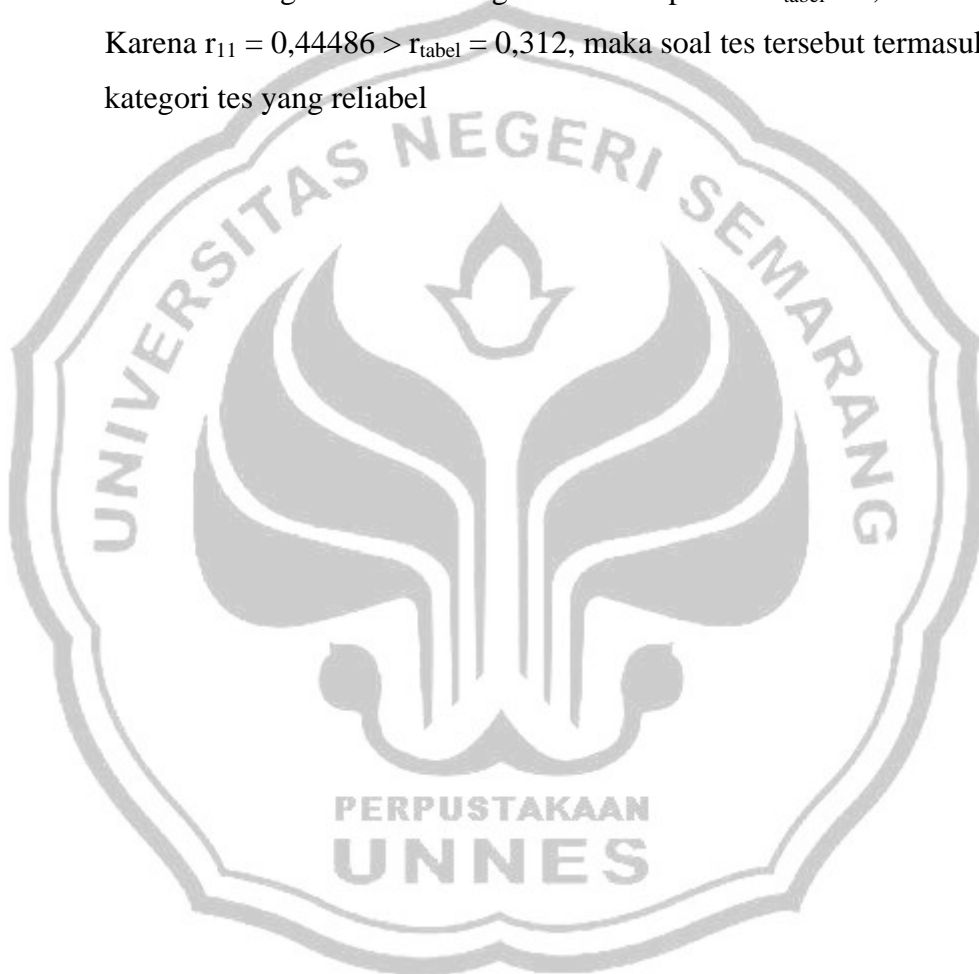 Karena r₁₁ = 0,44486 > r_tabel = 0,312, maka soal tes tersebut termasuk
kategori tes yang reliabel
UNIVERSITAS NEGERI SEMARANG
PERPUSTAKAAN
UNNES